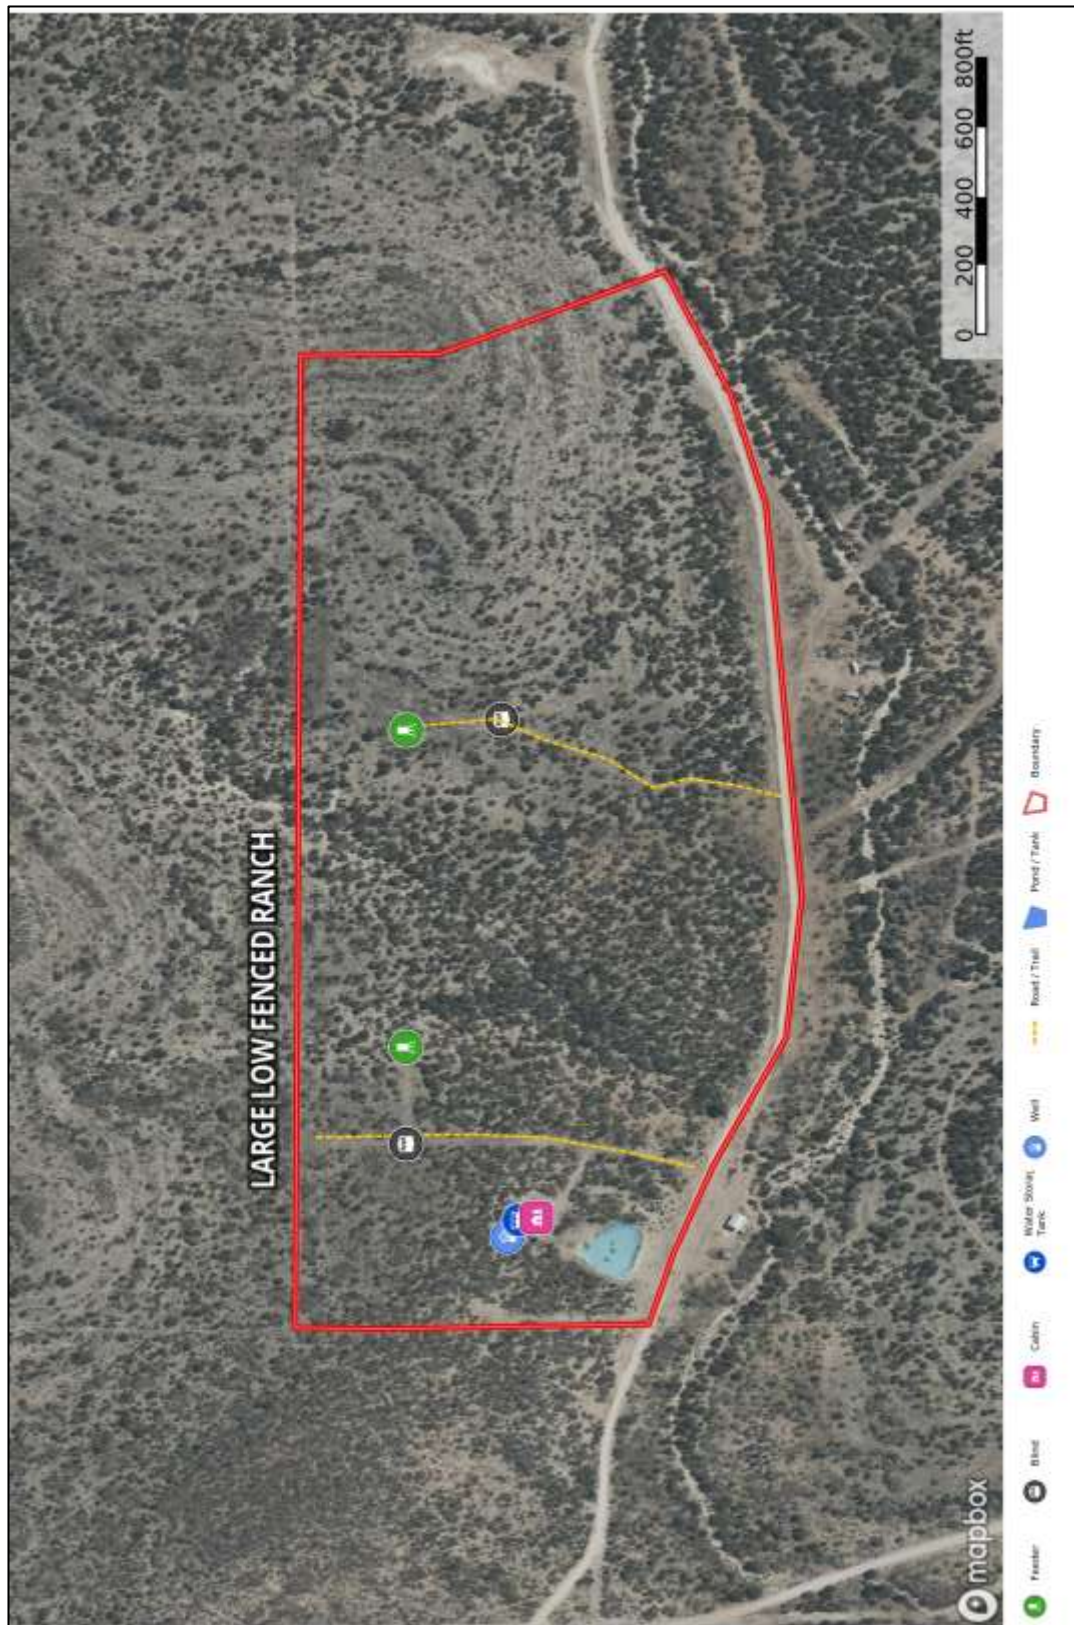 LARGE LOW FENCED RANCH
0 200 400 600 800ft
mapbox
Feeder
Blind
Cabin
Water Storage
Tank
Well
Road / Trail
Pond / Tank
Boundary